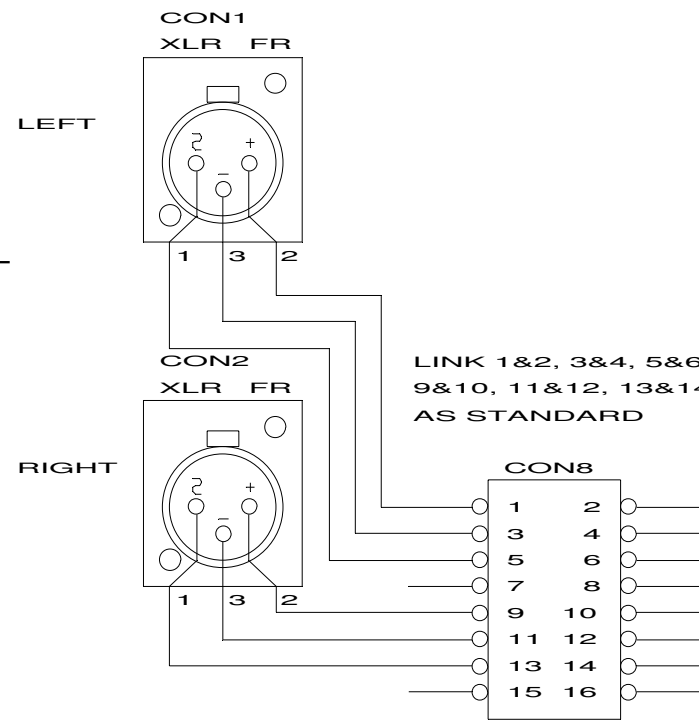 CON1
XLR FR
LEFT
S +
−
1 3 2
CON2
XLR FR
RIGHT
S +
−
1 3 2
LINK 1&2, 3&4, 5&6
9&10, 11&12, 13&14
AS STANDARD
CON8
1 2
3 4
5 6
7 8
9 10
11 12
13 14
15 16